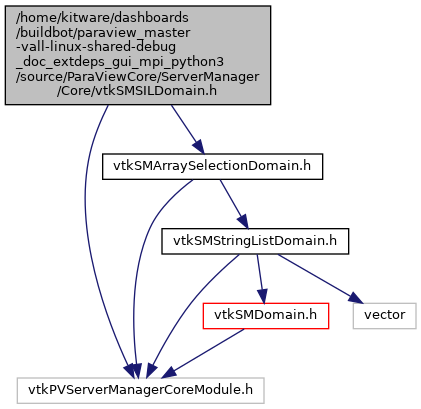 /home/kitware/dashboards
/buildbot/paraview_master
-vall-linux-shared-debug
_doc_extdeps_gui_mpi_python3
/source/ParaViewCore/ServerManager
/Core/vtkSMSILDomain.h
vtkSMArraySelectionDomain.h
vtkSMStringListDomain.h
vtkSMDomain.h
vector
vtkPVServerManagerCoreModule.h